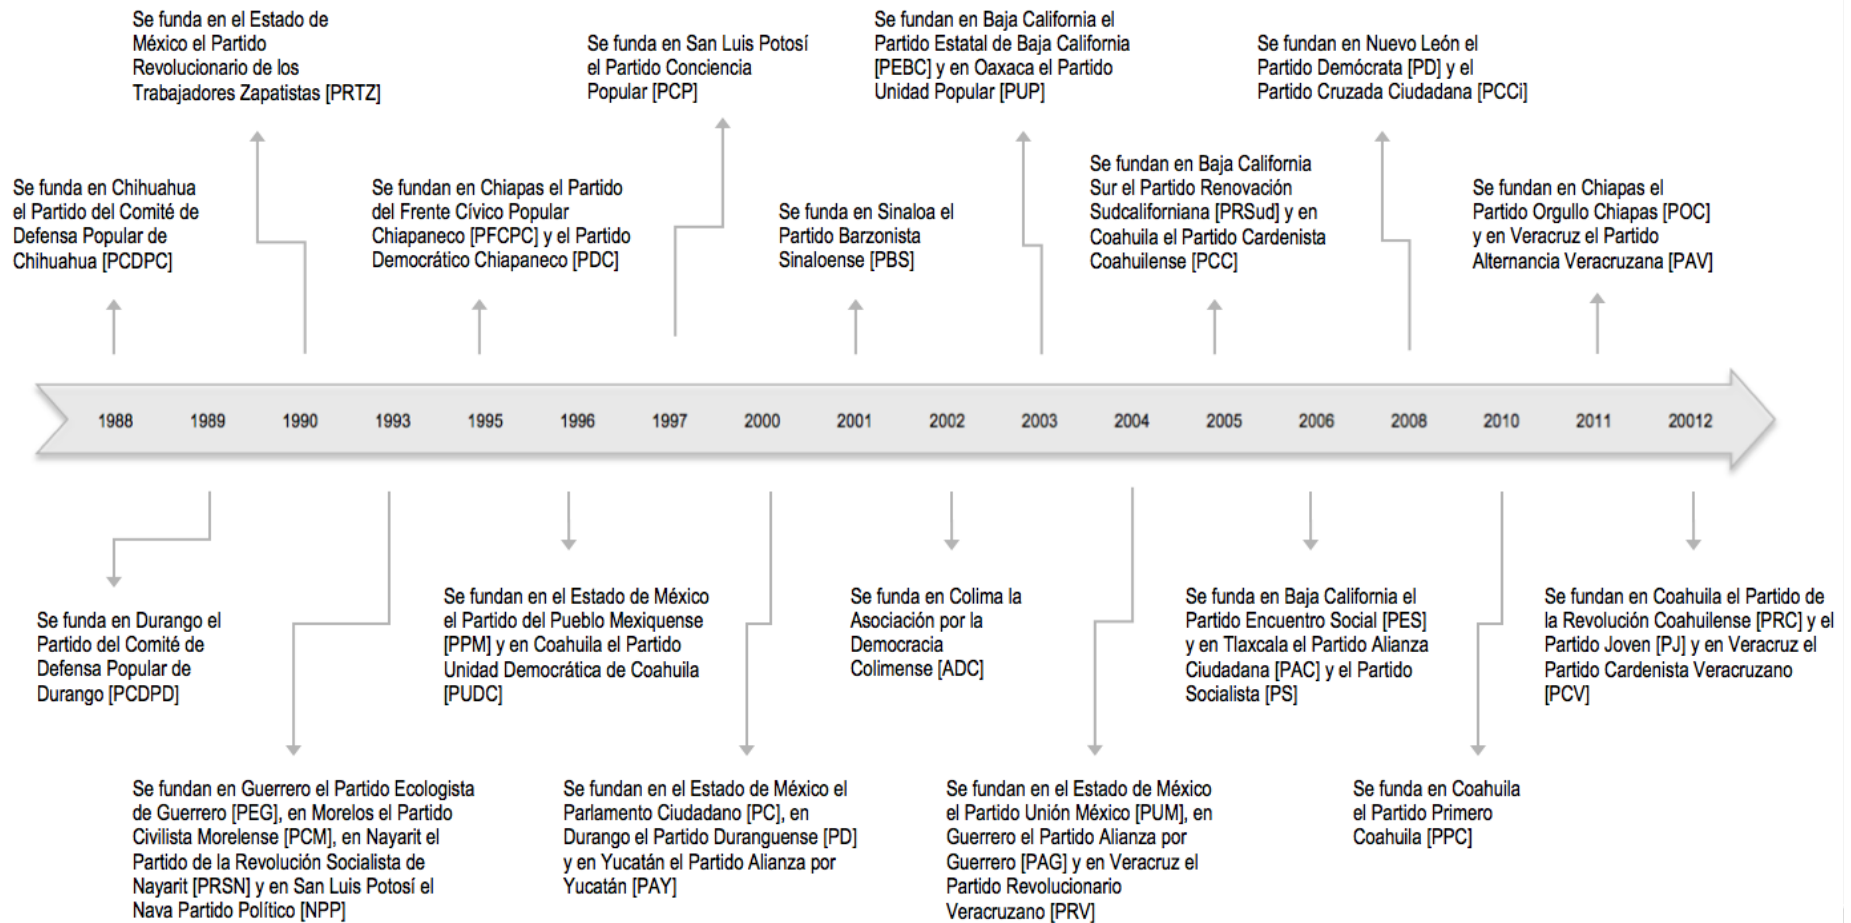 Se funda en el Estado de
México el Partido
Revolucionario de los
Trabajadores Zapatistas [PRTZ]
Se funda en San Luis Potosí
el Partido Conciencia
Popular [PCP]
Se fundan en Baja California el
Partido Estatal de Baja California
[PEBC] y en Oaxaca el Partido
Unidad Popular [PUP]
Se fundan en Nuevo León el
Partido Demócrata [PD] y el
Partido Cruzada Ciudadana [PCCi]
Se funda en Chihuahua
el Partido del Comité de
Defensa Popular de
Chihuahua [PCDPC]
Se fundan en Chiapas el Partido
del Frente Cívico Popular
Chiapaneco [PFCPC] y el Partido
Democrático Chiapaneco [PDC]
Se funda en Sinaloa el
Partido Barzonista
Sinaloense [PBS]
Se fundan en Baja California
Sur el Partido Renovación
Sudcaliforniana [PRSud] y en
Coahuila el Partido Cardenista
Coahuilense [PCC]
Se fundan en Chiapas el
Partido Orgullo Chiapas [POC]
y en Veracruz el Partido
Alternancia Veracruzana [PAV]
1988 1989 1990 1993 1995 1996 1997 2000 2001 2002 2003 2004 2005 2006 2008 2010 2011 20012
Se funda en Durango el
Partido del Comité de
Defensa Popular de
Durango [PCDPD]
Se fundan en el Estado de México
el Partido del Pueblo Mexiquense
[PPM] y en Coahuila el Partido
Unidad Democrática de Coahuila
[PUDC]
Se funda en Colima la
Asociación por la
Democracia
Colimense [ADC]
Se funda en Baja California el
Partido Encuentro Social [PES]
y en Tlaxcala el Partido Alianza
Ciudadana [PAC] y el Partido
Socialista [PS]
Se fundan en Coahuila el Partido de
la Revolución Coahuilense [PRC] y el
Partido Joven [PJ] y en Veracruz el
Partido Cardenista Veracruzano
[PCV]
Se fundan en Guerrero el Partido Ecologista
de Guerrero [PEG], en Morelos el Partido
Civilista Morelense [PCM], en Nayarit el
Partido de la Revolución Socialista de
Nayarit [PRSN] y en San Luis Potosí el
Nava Partido Político [NPP]
Se fundan en el Estado de México el
Parlamento Ciudadano [PC], en
Durango el Partido Duranguense [PD]
y en Yucatán el Partido Alianza por
Yucatán [PAY]
Se fundan en el Estado de México
el Partido Unión México [PUM], en
Guerrero el Partido Alianza por
Guerrero [PAG] y en Veracruz el
Partido Revolucionario
Veracruzano [PRV]
Se funda en Coahuila
el Partido Primero
Coahuila [PPC]